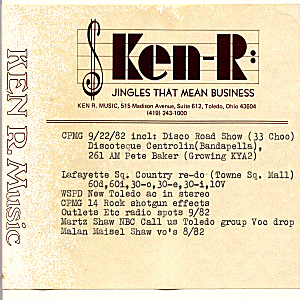 KEN R. Music
Ken-R:
JINGLES THAT MEAN BUSINESS
KEN R. MUSIC, 515 Madison Avenue, Suite 612, Toledo, Ohio 43604
(419) 243-1000
CPMG 9/22/82 incl: Disco Road Show (33 Choo)
Discoteque Centrolin(Bandapella),
261 AM Pete Baker (Growing KYA2)
Lafayette Sq. Country re-do (Towne Sq. Mall)
60d,60i,30-o,30-e,30-i,10V
WSPD New Toledo ac in stereo
CPMG 14 Rock shotgun effects
Outlets Etc radio spots 9/82
Martz Shaw NBC Call us Toledo group Voc drop
Malan Maisel Shaw vo's 8/82